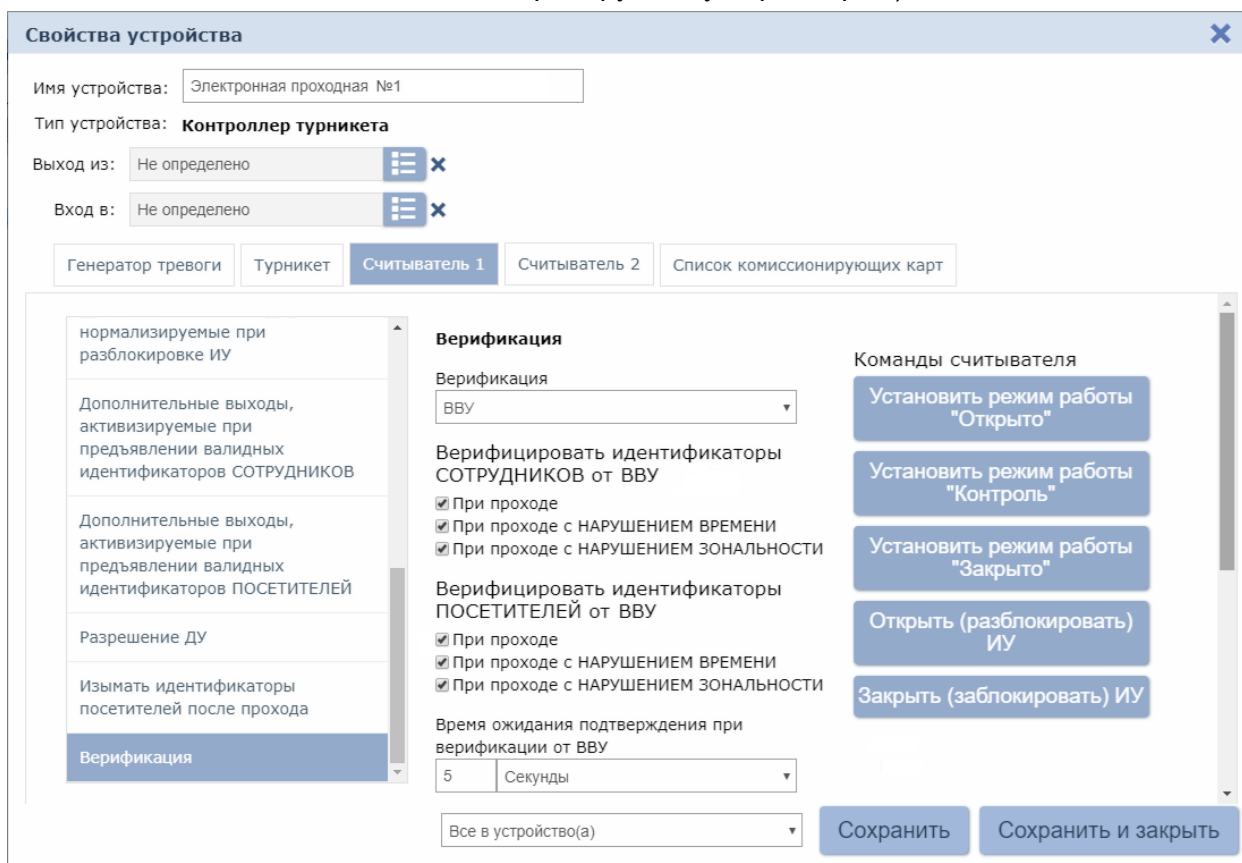 Свойства устройства
Имя устройства: Электронная проходная №1
Тип устройства: Контроллер турникета
Выход из: Не определено
Вход в: Не определено
Генератор тревоги Турникет Считыватель 1 Считыватель 2 Список комиссионирующих карт
нормализируемые при
разблокировке ИУ
Дополнительные выходы,
активизируемые при
предъявлении валидных
идентификаторов СОТРУДНИКОВ
Дополнительные выходы,
активизируемые при
предъявлении валидных
идентификаторов ПОСЕТИТЕЛЕЙ
Разрешение ДУ
Изымать идентификаторы
посетителей после прохода
Верификация
Верификация
Верификация
ВВУ
Верифицировать идентификаторы
СОТРУДНИКОВ от ВВУ
При проходе
При проходе с НАРУШЕНИЕМ ВРЕМЕНИ
При проходе с НАРУШЕНИЕМ ЗОНАЛЬНОСТИ
Верифицировать идентификаторы
ПОСЕТИТЕЛЕЙ от ВВУ
При проходе
При проходе с НАРУШЕНИЕМ ВРЕМЕНИ
При проходе с НАРУШЕНИЕМ ЗОНАЛЬНОСТИ
Время ожидания подтверждения при
верификации от ВВУ
5 Секунды
Команды считывателя
Установить режим работы
"Открыто"
Установить режим работы
"Контроль"
Установить режим работы
"Закрыто"
Открыть (разблокировать)
ИУ
Закрыть (заблокировать) ИУ
Все в устройство(а)
Сохранить
Сохранить и закрыть